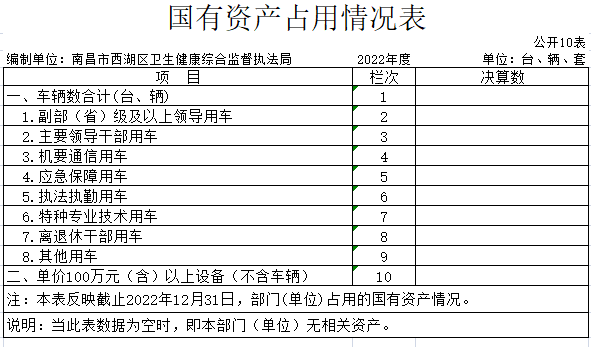 国有资产占用情况表
公开10表
编制单位：南昌市西湖区卫生健康综合监督执法局 2022年度 单位：台、辆、套
项 目 栏次 决算数
一、车辆数合计(台、辆) 1
1.副部（省）级及以上领导用车 2
2.主要领导干部用车 3
3.机要通信用车 4
4.应急保障用车 5
5.执法执勤用车 6
6.特种专业技术用车 7
7.离退休干部用车 8
8.其他用车 9
二、单价100万元（含）以上设备（不含车辆） 10
注：本表反映截止2022年12月31日，部门(单位)占用的国有资产情况。
说明：当此表数据为空时，即本部门（单位）无相关资产。